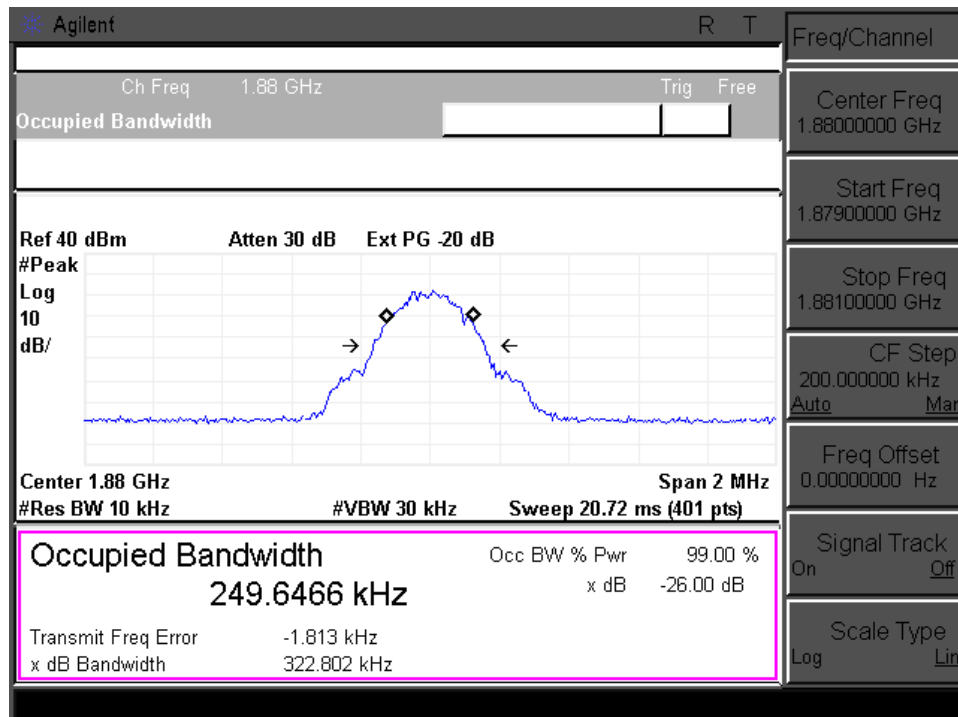 Agilent R T
Ch Freq 1.88 GHz Trig Free
Occupied Bandwidth
Ref 40 dBm Atten 30 dB Ext PG -20 dB
#Peak
Log
10
dB/
Center 1.88 GHz Span 2 MHz
#Res BW 10 kHz #VBW 30 kHz Sweep 20.72 ms (401 pts)
Occupied Bandwidth
249.6466 kHz
Occ BW % Pwr 99.00 %
x dB -26.00 dB
Transmit Freq Error -1.813 kHz
x dB Bandwidth 322.802 kHz
Freq/Channel
Center Freq
1.88000000 GHz
Start Freq
1.87900000 GHz
Stop Freq
1.88100000 GHz
CF Step
200.000000 kHz
Auto Man
Freq Offset
0.00000000 Hz
Signal Track
On Off
Scale Type
Log Lin